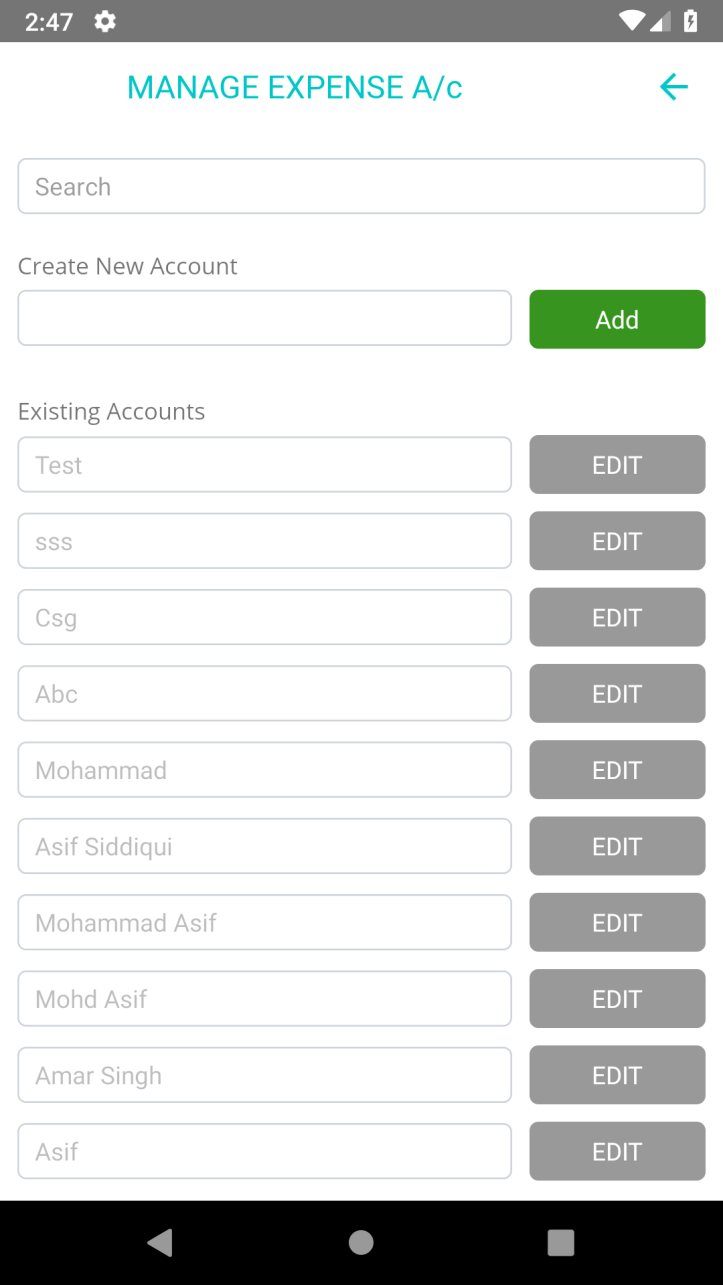 2:47
MANAGE EXPENSE A/c
Search
Create New Account
Add
Existing Accounts
Test EDIT
sss EDIT
Csg EDIT
Abc EDIT
Mohammad EDIT
Asif Siddiqui EDIT
Mohammad Asif EDIT
Mohd Asif EDIT
Amar Singh EDIT
Asif EDIT